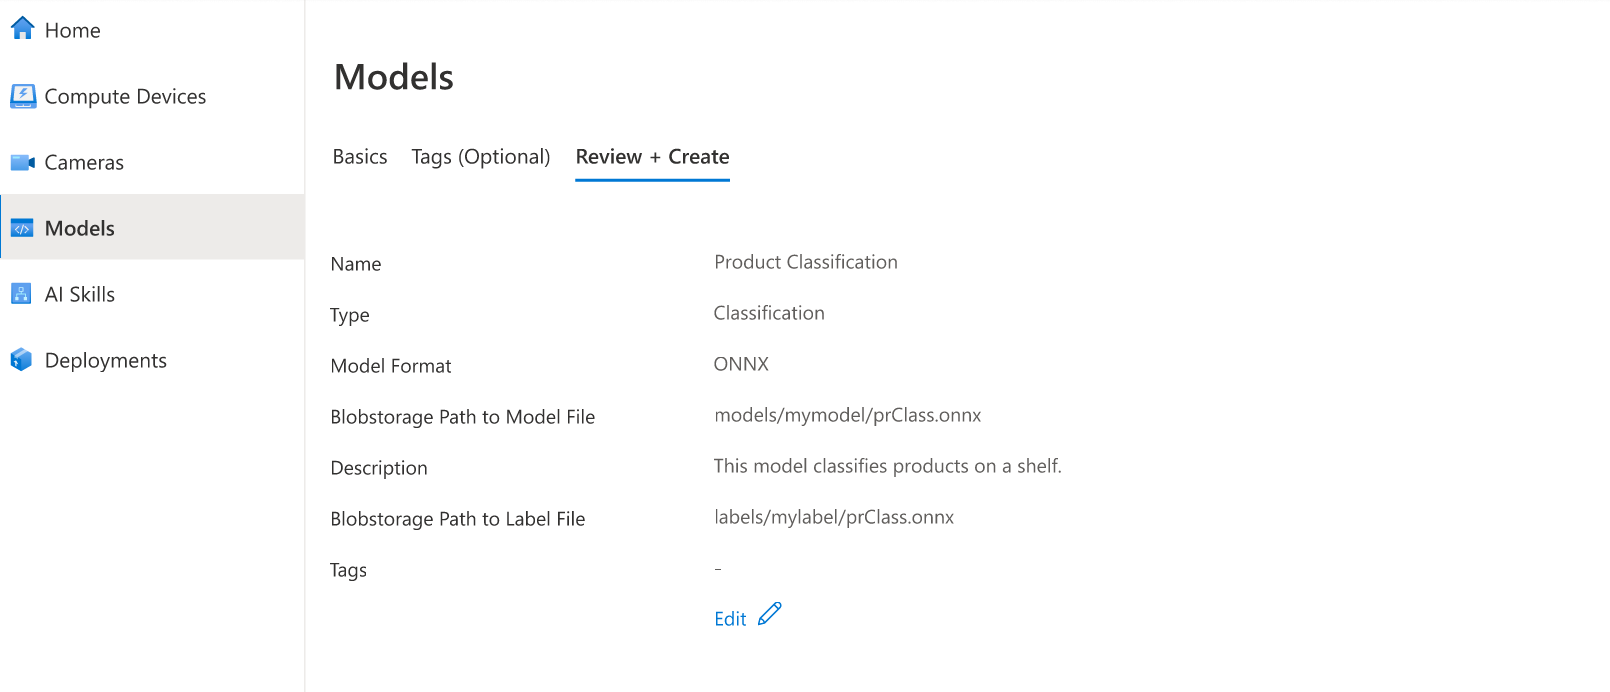 Home
Compute Devices
Cameras
Models
AI Skills
Deployments
Models
Basics Tags (Optional) Review + Create
Name Product Classification
Type Classification
Model Format ONNX
Blobstorage Path to Model File models/mymodel/prClass.onnx
Description This model classifies products on a shelf.
Blobstorage Path to Label File labels/mylabel/prClass.onnx
Tags -
Edit